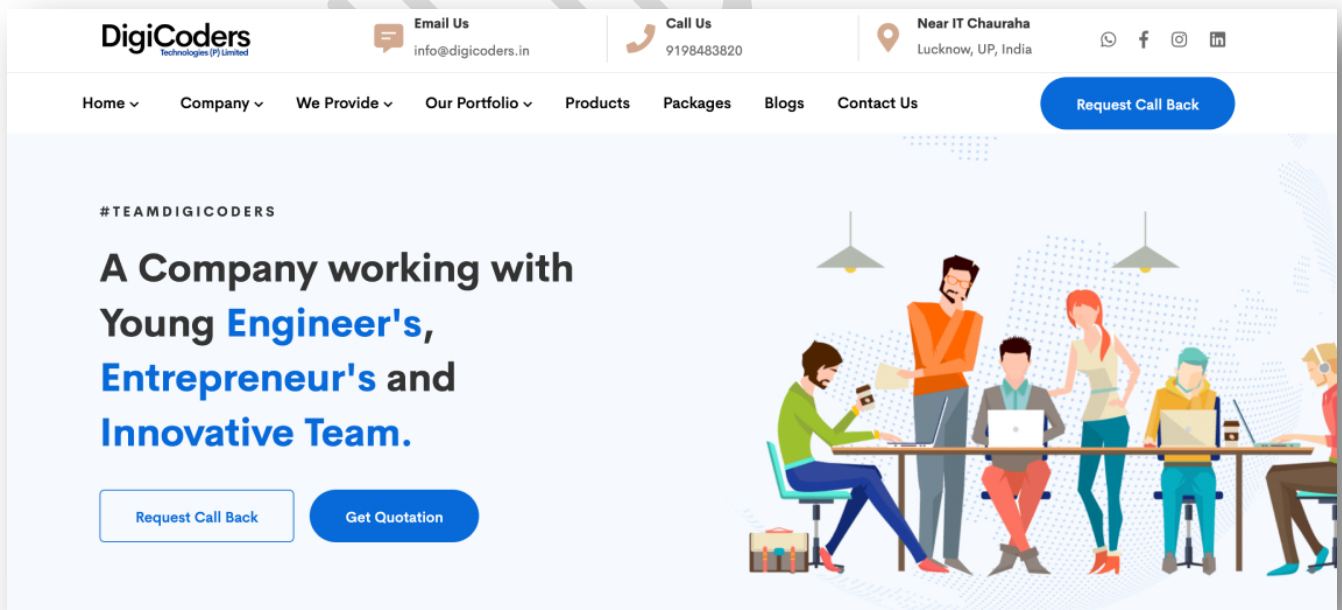 DigiCoders
Technologies (P) Limited
Email Us
info@digicoders.in
Call Us
9198483820
Near IT Chauraha
Lucknow, UP, India
Home
Company
We Provide
Our Portfolio
Products
Packages
Blogs
Contact Us
Request Call Back
#TEAMDIGICODERS
A Company working with
Young Engineer's,
Entrepreneur's and
Innovative Team.
Request Call Back
Get Quotation